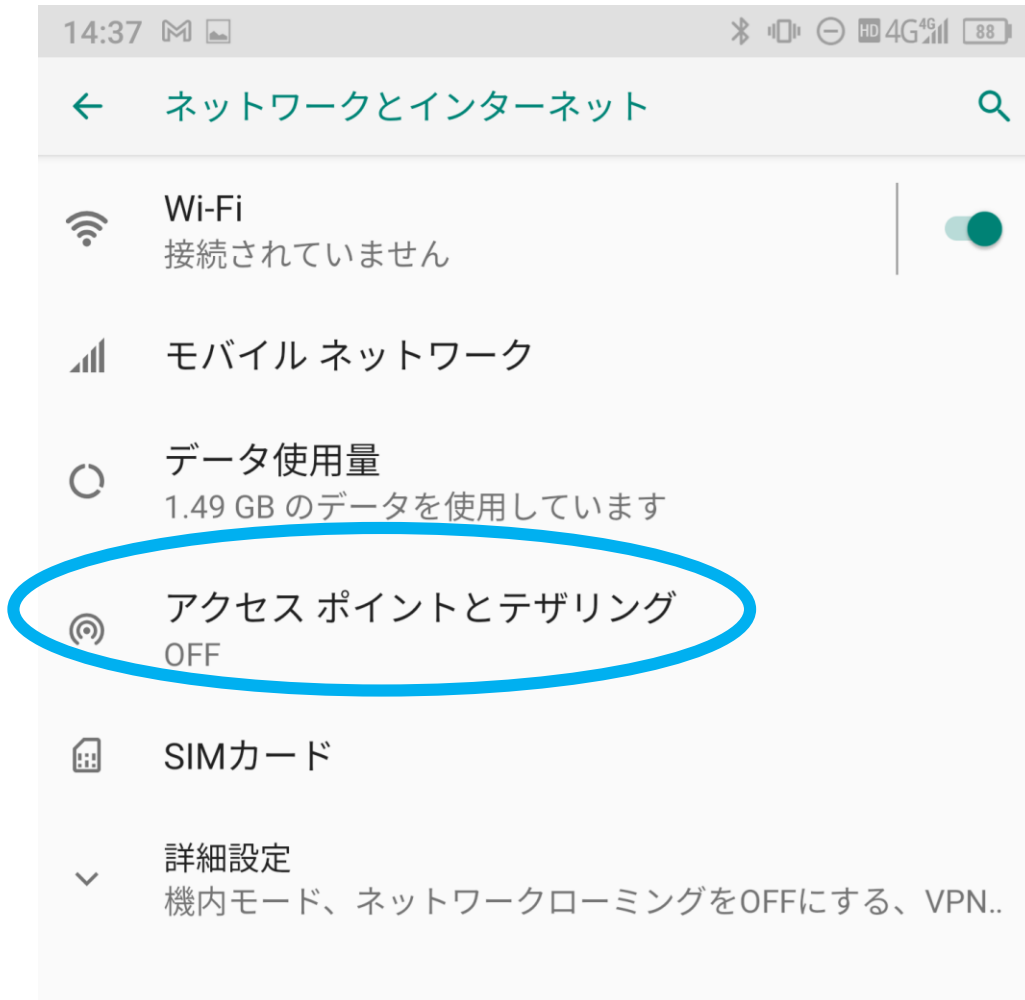 14:37 HD 4G 4G 88
ネットワークとインターネット
Wi-Fi
接続されていません
モバイル ネットワーク
データ使用量
1.49 GB のデータを使用しています
アクセス ポイントとテザリング
OFF
SIMカード
詳細設定
機内モード、ネットワークローミングをOFFにする、VPN..